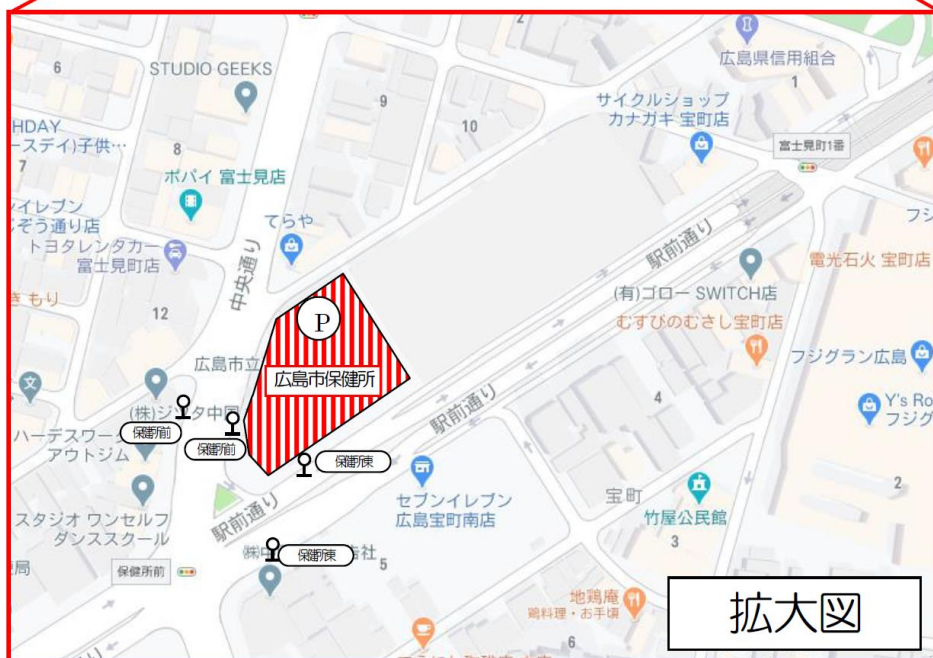 2
広島県信用組合
1
6
STUDIO GEEKS
9
サイクルショップ
カナガキ 宝町店
10
富士見町1番
HDAY
ースデイ)子供…
7
8
ポパイ 富士見店
イレブン
ぞう通り店
てらや
トヨタレンタカー
富士見町店
中央通り
駅前通り
フジ
電光石火 宝町店
(有)ゴロー SWITCH店
むすびのむさし宝町店
きもり
12
P
広島市立
広島市保健所
フジグラン広島
4
Y's Ro
フジグ
(株)ジツタ中国
保健所前
保健所前
駅前通り
ハーデスワー
アウトジム
保健所東
セブンイレブン
広島宝町南店
宝町
竹屋公民館
2
3
スタジオ ワンセルフ
ダンススクール
駅前通り
(株)中
保健所東
会社
5
局
保健所前
地鶏庵
鶏料理・お手頃
6
拡大図
通り